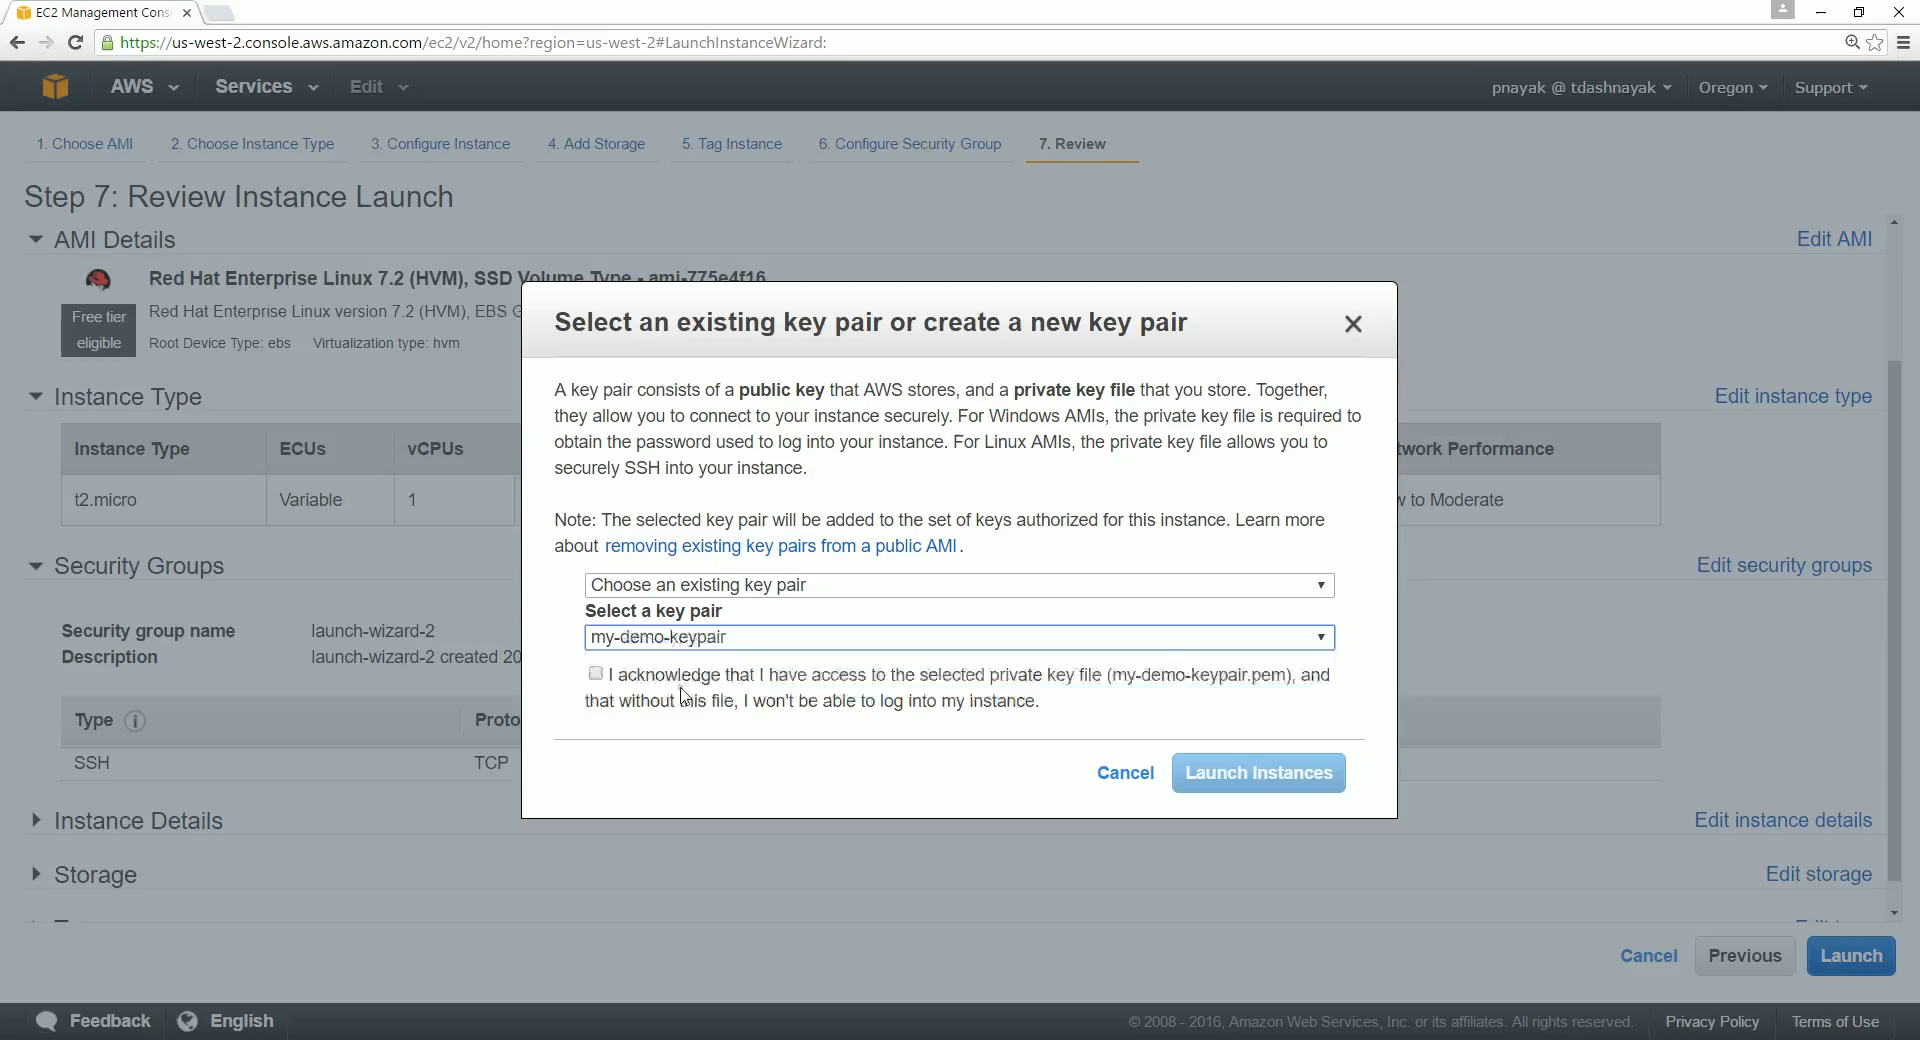 EC2 Management Cons
https://us-west-2.console.aws.amazon.com/ec2/v2/home?region=us-west-2#LaunchInstanceWizard:
AWS Services Edit pnayak @ tdashnayak Oregon Support
1. Choose AMI 2. Choose Instance Type 3. Configure Instance 4. Add Storage 5. Tag Instance 6. Configure Security Group 7. Review
Step 7: Review Instance Launch
AMI Details Edit AMI
Red Hat Enterprise Linux 7.2 (HVM), SSD Volume Type - ami-775e4f16
Free tier eligible
Red Hat Enterprise Linux version 7.2 (HVM), EBS G
Root Device Type: ebs Virtualization type: hvm
Instance Type Edit instance type
Instance Type ECUs vCPUs twork Performance
t2.micro Variable 1 w to Moderate
Security Groups Edit security groups
Security group name launch-wizard-2
Description launch-wizard-2 created 20
Type i Proto
SSH TCP
Instance Details Edit instance details
Storage Edit storage
Select an existing key pair or create a new key pair
A key pair consists of a public key that AWS stores, and a private key file that you store. Together,
they allow you to connect to your instance securely. For Windows AMIs, the private key file is required to
obtain the password used to log into your instance. For Linux AMIs, the private key file allows you to
securely SSH into your instance.
Note: The selected key pair will be added to the set of keys authorized for this instance. Learn more
about removing existing key pairs from a public AMI.
Choose an existing key pair
Select a key pair
my-demo-keypair
I acknowledge that I have access to the selected private key file (my-demo-keypair.pem), and
that without this file, I won't be able to log into my instance.
Cancel Launch Instances
Cancel Previous Launch
Feedback English © 2008 - 2016, Amazon Web Services, Inc. or its affiliates. All rights reserved. Privacy Policy Terms of Use